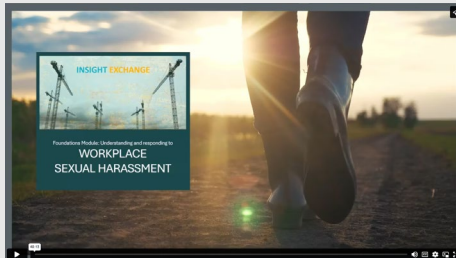 INSIGHT EXCHANGE
Foundations Module: Understanding and responding to
WORKPLACE
SEXUAL HARASSMENT